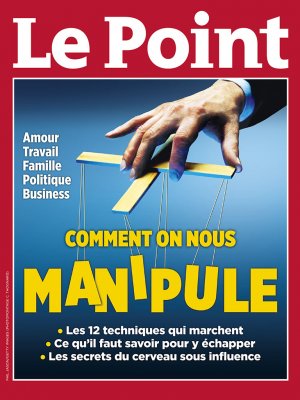 Le Point
Amour
Travail
Famille
Politique
Business
COMMENT ON NOUS
MANIPULE
• Les 12 techniques qui marchent
• Ce qu'il faut savoir pour y échapper
• Les secrets du cerveau sous influence